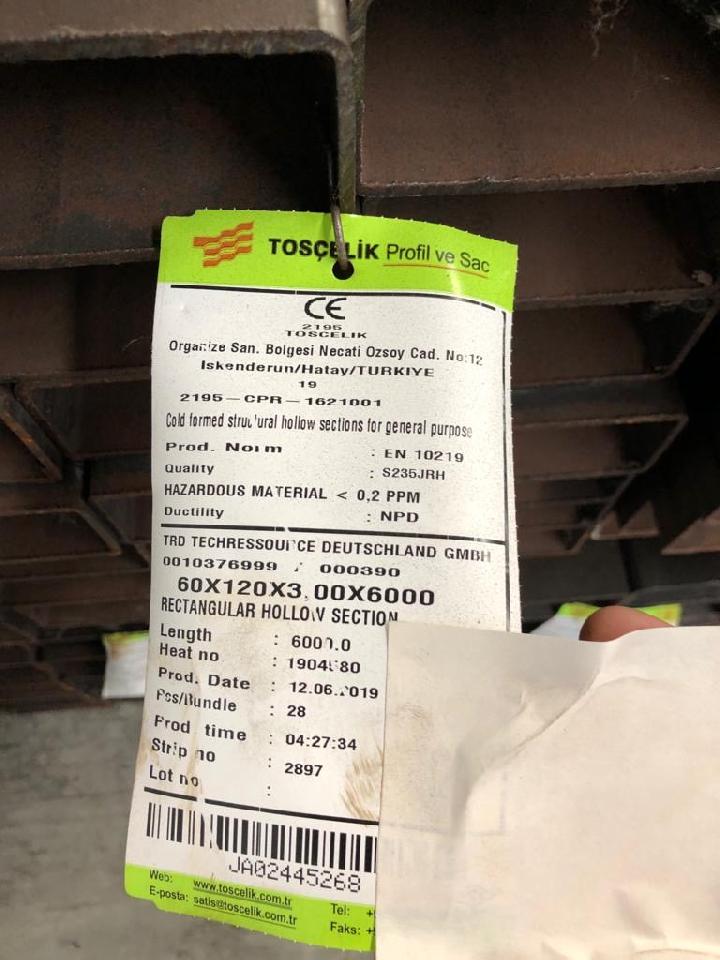 TOSÇELİK Profil ve Sac
CE
2195
TOSCELIK
Organize San. Bolgesi Necati Ozsoy Cad. No:12
Iskenderun/Hatay/TURKIYE
19
2195-CPR-1621001
Cold formed structural hollow sections for general purpose
Prod. Norm : EN 10219
Quality : S235JRH
HAZARDOUS MATERIAL < 0,2 PPM
Ductility : NPD
TRD TECHRESSOURCE DEUTSCHLAND GMBH
0010376999 / 000390
60X120X3.00X6000
RECTANGULAR HOLLOW SECTION
Length : 6000.0
Heat no :
Prod. Date : 12.06.2019
Pcs/Bundle : 28
Prod time : 04:27:34
Strip no : 2897
Lot no :
JA02445268
Web: www.toscelik.com.tr
E-posta: satis@toscelik.com.tr
Tel: +
Faks: +